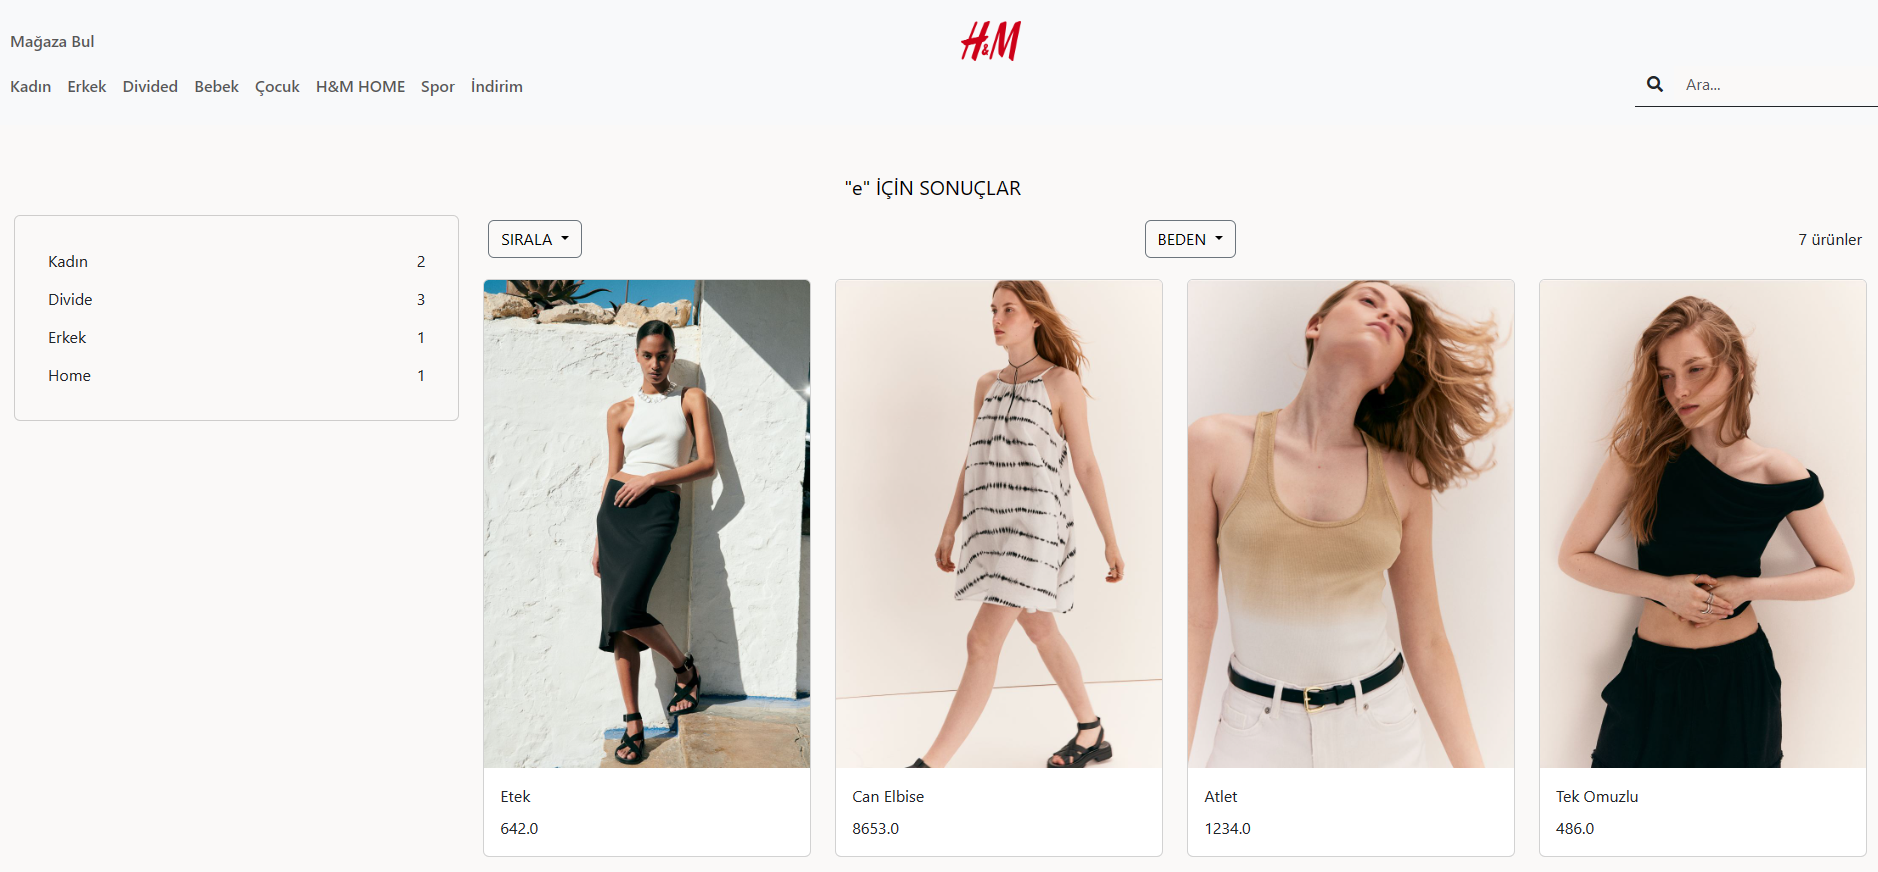 Mağaza Bul
H&M
Kadın Erkek Divided Bebek Çocuk H&M HOME Spor İndirim
Ara...
"e" İÇİN SONUÇLAR
SIRALA
BEDEN
7 ürünler
Kadın 2
Divide 3
Erkek 1
Home 1
Etek
642.0
Can Elbise
8653.0
Atlet
1234.0
Tek Omuzlu
486.0